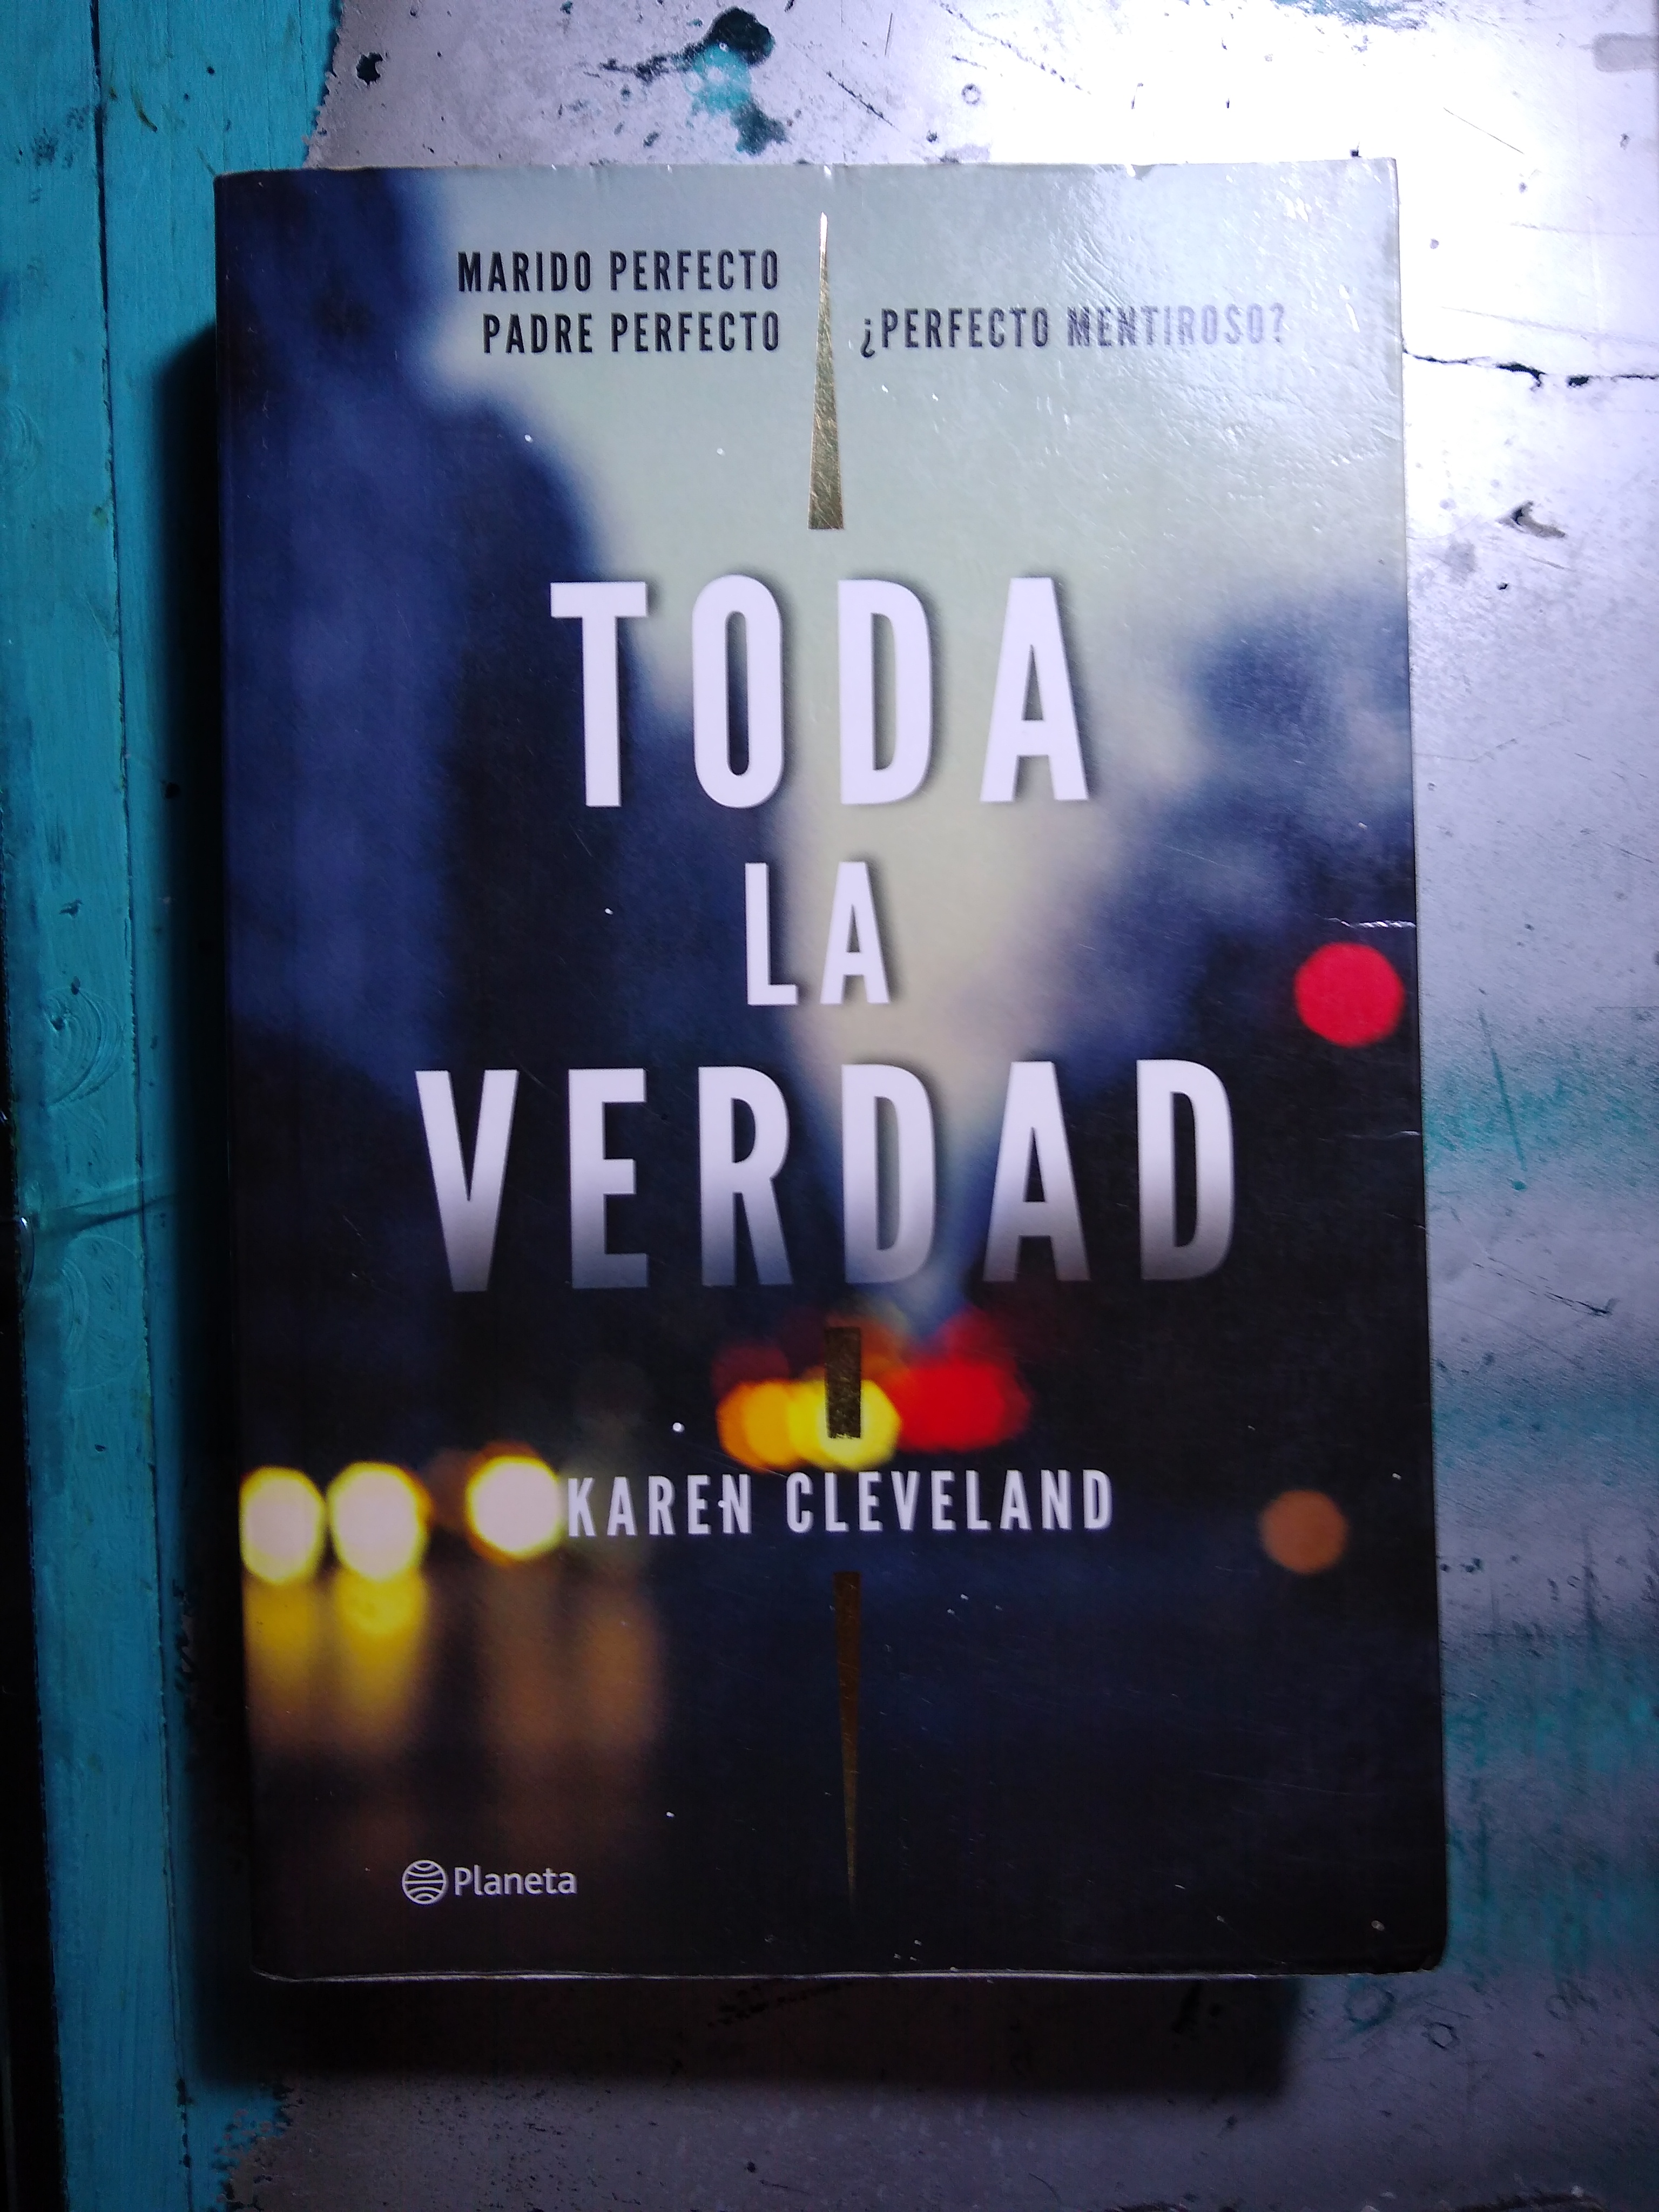 MARIDO PERFECTO
PADRE PERFECTO
¿PERFECTO MENTIROSO?
TODA
LA
VERDAD
KAREN CLEVELAND
Planeta